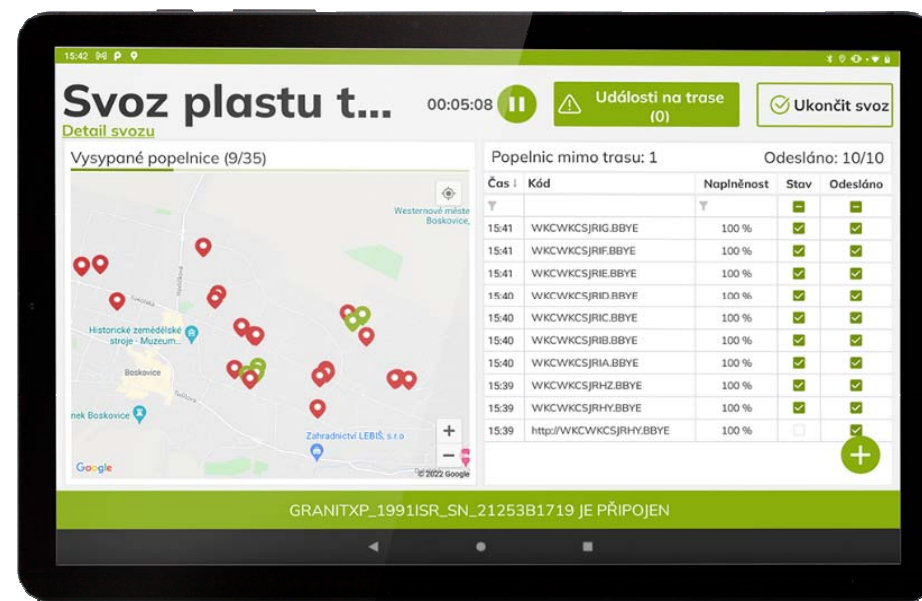 15:42
Svoz plastu t...
Detail svozu
00:05:08
Události na trase
(0)
Ukončit svoz
Vysypané popelnice (9/35)
Westernové měste
Boskovice,
Historické zemědělské
stroje - Muzeum...
Boskovice
nek Boskovice
Zahradnictví LEBIŠ, s.r.o
+
−
Google
© 2022 Google
Popelnic mimo trasu: 1 Odesláno: 10/10
Čas Kód Naplněnost Stav Odesláno
15:41 WKCWKCSJRIG.BBYE 100 %
15:41 WKCWKCSJRIF.BBYE 100 %
15:41 WKCWKCSJRIE.BBYE 100 %
15:40 WKCWKCSJRID.BBYE 100 %
15:40 WKCWKCSJRIC.BBYE 100 %
15:40 WKCWKCSJRIB.BBYE 100 %
15:40 WKCWKCSJRIA.BBYE 100 %
15:39 WKCWKCSJRHZ.BBYE 100 %
15:39 WKCWKCSJRHY.BBYE 100 %
15:39 http://WKCWKCSJRHY.BBYE 100 %
+
GRANITXP_1991ISR_SN_21253B1719 JE PŘIPOJEN